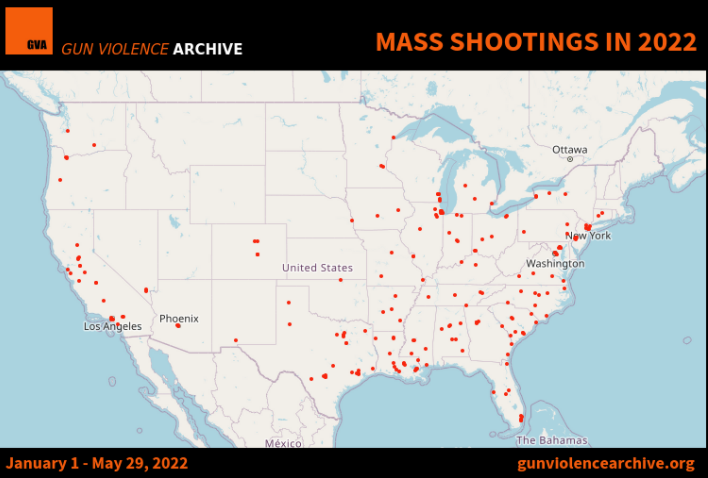 GVA
GUN VIOLENCE ARCHIVE
MASS SHOOTINGS IN 2022
Ottawa
New York
Washington
United States
Phoenix
Los Angeles
México
The Bahamas
January 1 - May 29, 2022
gunviolencearchive.org